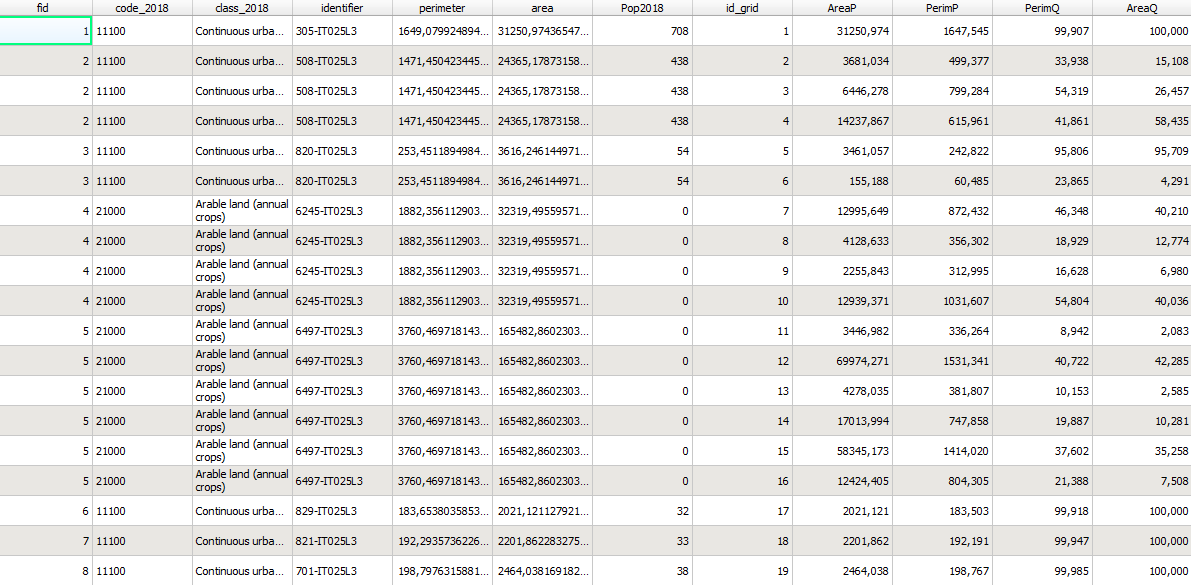 fid code_2018 class_2018 identifier perimeter area Pop2018 id_grid AreaP PerimP PerimQ AreaQ
1 11100 Continuous urba... 305-IT025L3 1649,079924894... 31250,97436547... 708 1 31250,974 1647,545 99,907 100,000
2 11100 Continuous urba... 508-IT025L3 1471,450423445... 24365,17873158... 438 2 3681,034 499,377 33,938 15,108
2 11100 Continuous urba... 508-IT025L3 1471,450423445... 24365,17873158... 438 3 6446,278 799,284 54,319 26,457
2 11100 Continuous urba... 508-IT025L3 1471,450423445... 24365,17873158... 438 4 14237,867 615,961 41,861 58,435
3 11100 Continuous urba... 820-IT025L3 253,4511894984... 3616,246144971... 54 5 3461,057 242,822 95,806 95,709
3 11100 Continuous urba... 820-IT025L3 253,4511894984... 3616,246144971... 54 6 155,188 60,485 23,865 4,291
4 21000 Arable land (annual crops) 6245-IT025L3 1882,356112903... 32319,49559571... 0 7 12995,649 872,432 46,348 40,210
4 21000 Arable land (annual crops) 6245-IT025L3 1882,356112903... 32319,49559571... 0 8 4128,633 356,302 18,929 12,774
4 21000 Arable land (annual crops) 6245-IT025L3 1882,356112903... 32319,49559571... 0 9 2255,843 312,995 16,628 6,980
4 21000 Arable land (annual crops) 6245-IT025L3 1882,356112903... 32319,49559571... 0 10 12939,371 1031,607 54,804 40,036
5 21000 Arable land (annual crops) 6497-IT025L3 3760,469718143... 165482,8602303... 0 11 3446,982 336,264 8,942 2,083
5 21000 Arable land (annual crops) 6497-IT025L3 3760,469718143... 165482,8602303... 0 12 69974,271 1531,341 40,722 42,285
5 21000 Arable land (annual crops) 6497-IT025L3 3760,469718143... 165482,8602303... 0 13 4278,035 381,807 10,153 2,585
5 21000 Arable land (annual crops) 6497-IT025L3 3760,469718143... 165482,8602303... 0 14 17013,994 747,858 19,887 10,281
5 21000 Arable land (annual crops) 6497-IT025L3 3760,469718143... 165482,8602303... 0 15 58345,173 1414,020 37,602 35,258
5 21000 Arable land (annual crops) 6497-IT025L3 3760,469718143... 165482,8602303... 0 16 12424,405 804,305 21,388 7,508
6 11100 Continuous urba... 829-IT025L3 183,6538035853... 2021,121127921... 32 17 2021,121 183,503 99,918 100,000
7 11100 Continuous urba... 821-IT025L3 192,2935736226... 2201,862283275... 33 18 2201,862 192,191 99,947 100,000
8 11100 Continuous urba... 701-IT025L3 198,7976315881... 2464,038169182... 38 19 2464,038 198,767 99,985 100,000